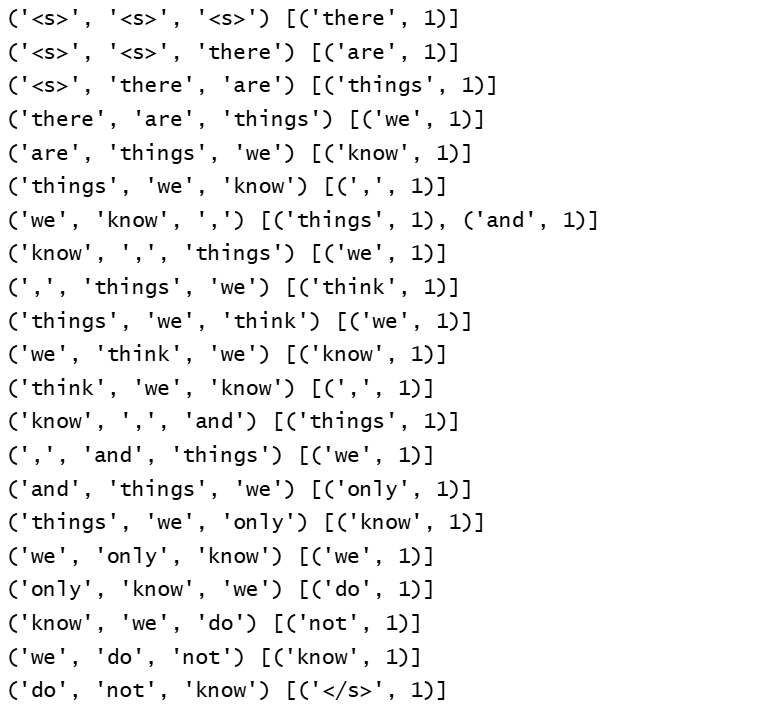 ('<s>', '<s>', '<s>') [('there', 1)]
('<s>', '<s>', 'there') [('are', 1)]
('<s>', 'there', 'are') [('things', 1)]
('there', 'are', 'things') [('we', 1)]
('are', 'things', 'we') [('know', 1)]
('things', 'we', 'know') [(',', 1)]
('we', 'know', ',') [('things', 1), ('and', 1)]
('know', ',', 'things') [('we', 1)]
(',', 'things', 'we') [('think', 1)]
('things', 'we', 'think') [('we', 1)]
('we', 'think', 'we') [('know', 1)]
('think', 'we', 'know') [(',', 1)]
('know', ',', 'and') [('things', 1)]
(',', 'and', 'things') [('we', 1)]
('and', 'things', 'we') [('only', 1)]
('things', 'we', 'only') [('know', 1)]
('we', 'only', 'know') [('we', 1)]
('only', 'know', 'we') [('do', 1)]
('know', 'we', 'do') [('not', 1)]
('we', 'do', 'not') [('know', 1)]
('do', 'not', 'know') [('</s>', 1)]